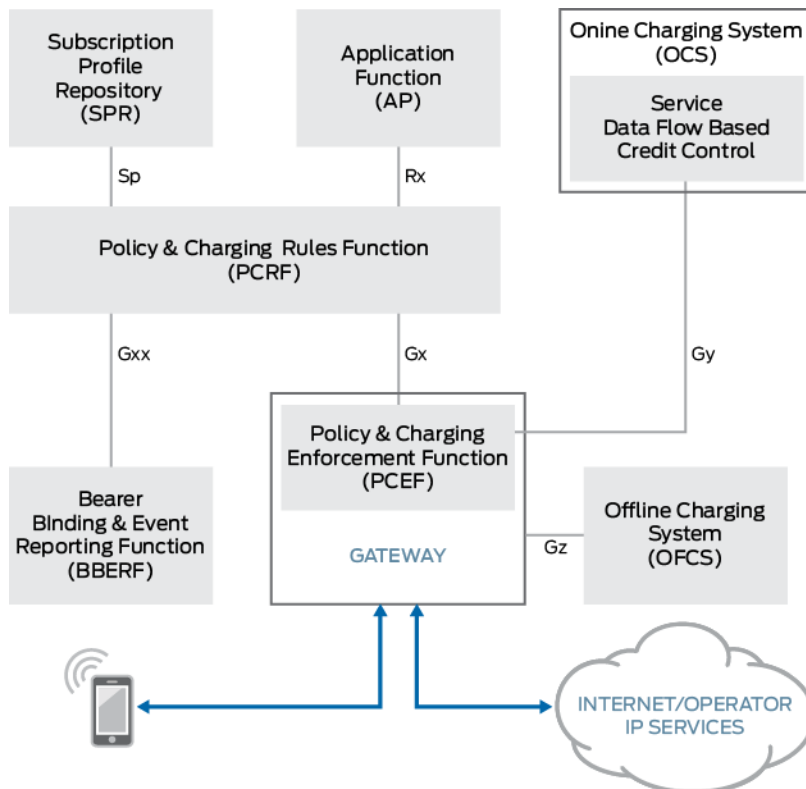 Subscription
Profile
Repository
(SPR)
Application
Function
(AP)
Onine Charging System
(OCS)
Service
Data Flow Based
Credit Control
Sp
Rx
Policy & Charging Rules Function
(PCRF)
Gxx
Gx
Gy
Policy & Charging
Enforcement Function
(PCEF)
Bearer
BInding & Event
Reporting Function
(BBERF)
GATEWAY
Gz
Offline Charging
System
(OFCS)
INTERNET/OPERATOR
IP SERVICES